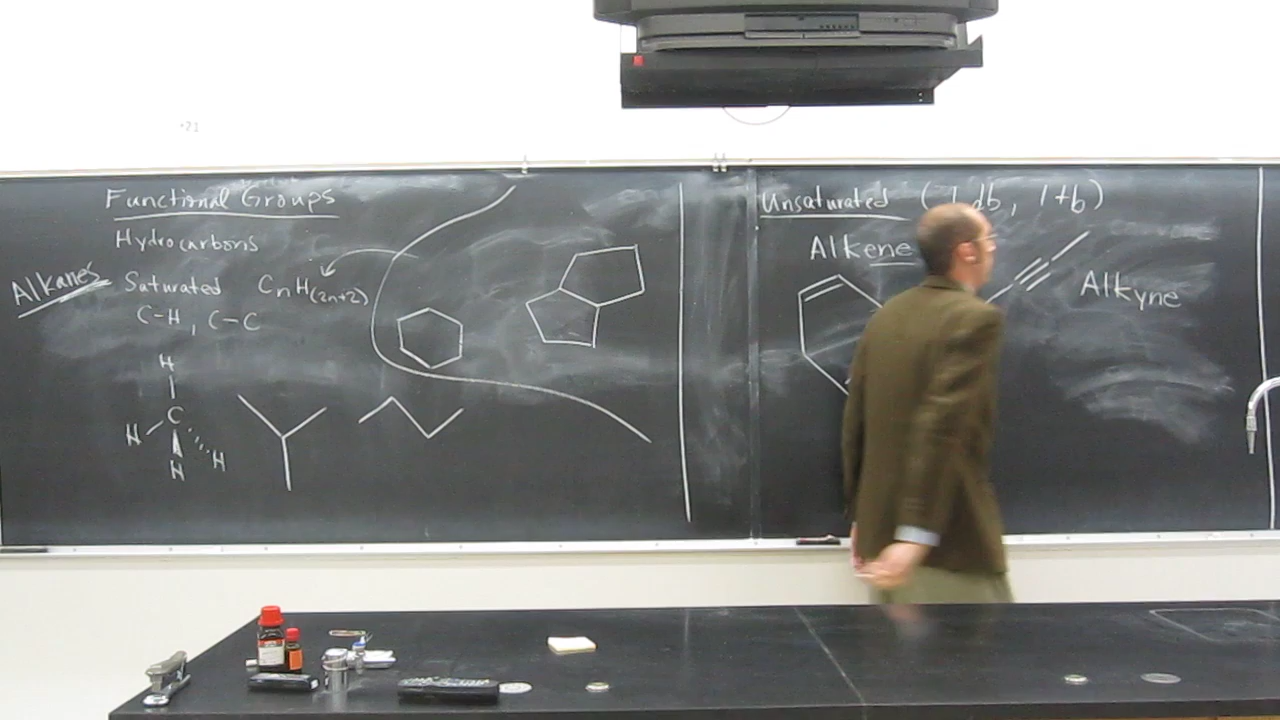 Functional Groups
Hydrocarbons
Alkanes
Saturated CnH(2n+2)
C-H, C-C
H
C
H
H
H
Unsaturated ( 1 db, 1 tb)
Alkene
Alkyne